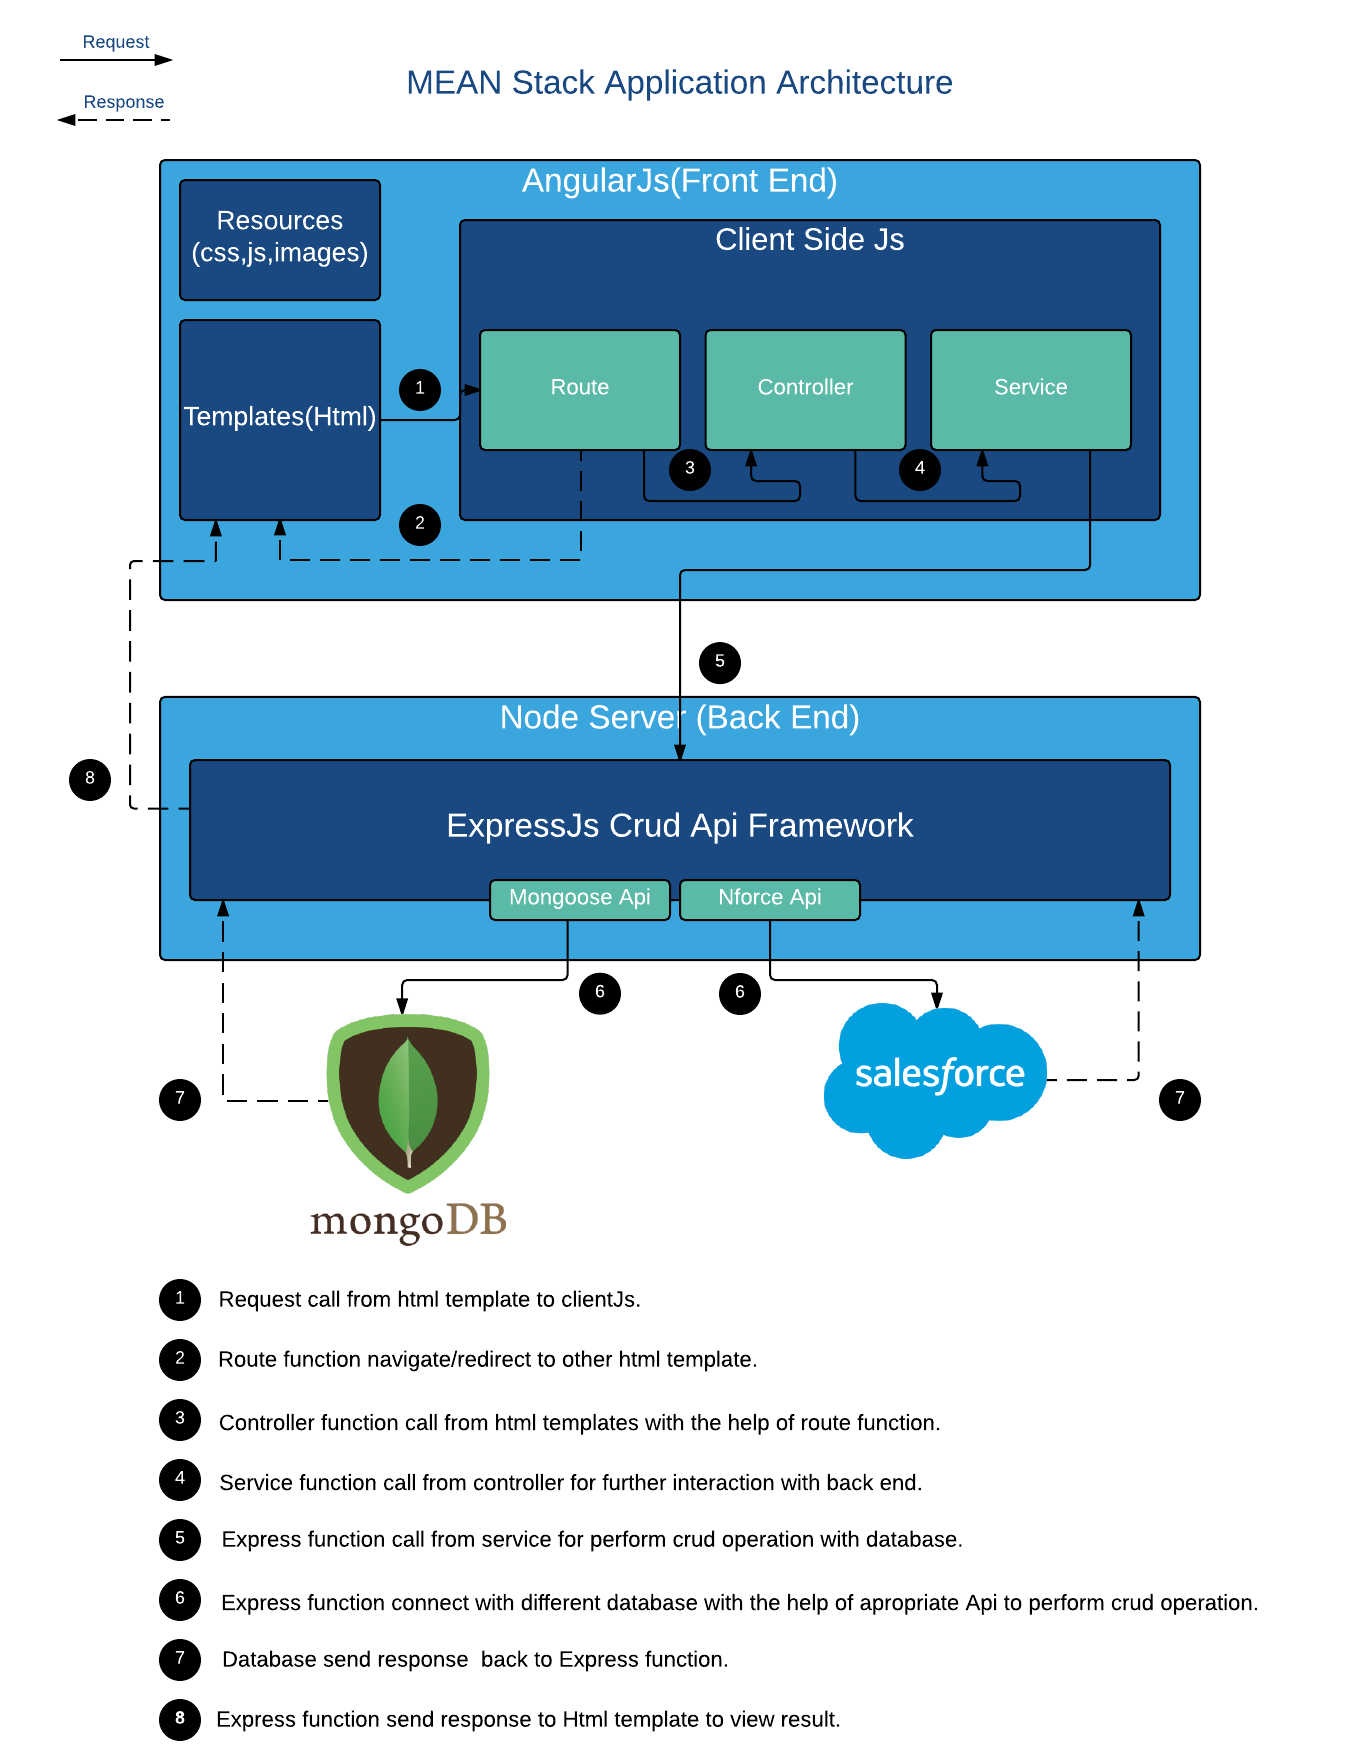 Request
Response
MEAN Stack Application Architecture
AngularJs(Front End)
Resources
(css,js,images)
Client Side Js
Templates(Html)
1
Route
Controller
Service
3
4
2
5
Node Server (Back End)
8
ExpressJs Crud Api Framework
Mongoose Api
Nforce Api
6
6
7
salesforce
7
mongoDB
1 Request call from html template to clientJs.
2 Route function navigate/redirect to other html template.
3 Controller function call from html templates with the help of route function.
4 Service function call from controller for further interaction with back end.
5 Express function call from service for perform crud operation with database.
6 Express function connect with different database with the help of apropriate Api to perform crud operation.
7 Database send response  back to Express function.
8 Express function send response to Html template to view result.